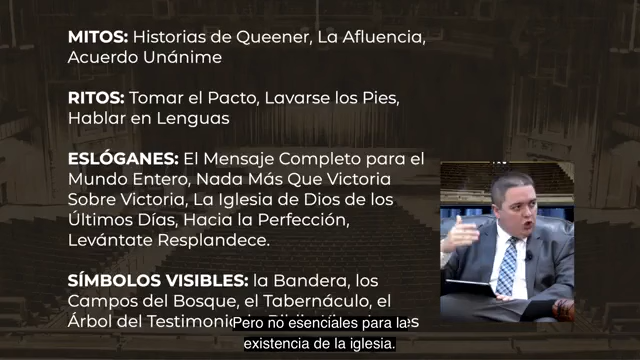 MITOS: Historias de Queener, La Afluencia,
Acuerdo Unánime
RITOS: Tomar el Pacto, Lavarse los Pies,
Hablar en Lenguas
ESLÓGANES: El Mensaje Completo para el
Mundo Entero, Nada Más Que Victoria
Sobre Victoria, La Iglesia de Dios de los
Últimos Días, Hacia la Perfección,
Levántate Resplandece.
SÍMBOLOS VISIBLES: la Bandera, los
Campos del Bosque, el Tabernáculo, el
Árbol del Testimonio
Pero no esenciales para la
existencia de la iglesia.